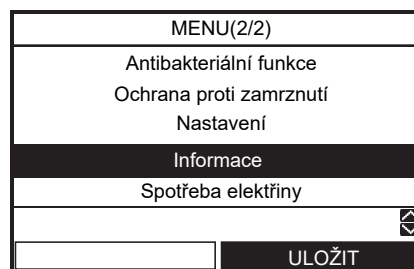 MENU(2/2)
Antibakteriální funkce
Ochrana proti zamrznutí
Nastavení
Informace
Spotřeba elektřiny
ULOŽIT